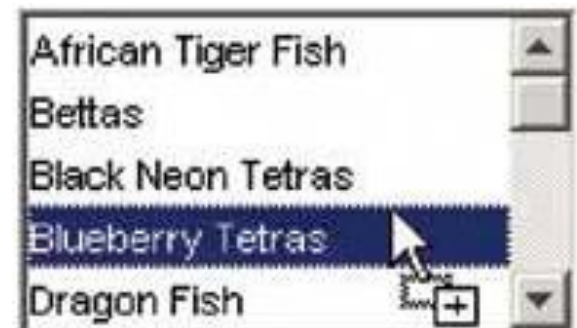 African Tiger Fish
Bettas
Black Neon Tetras
Blueberry Tetras
Dragon Fish